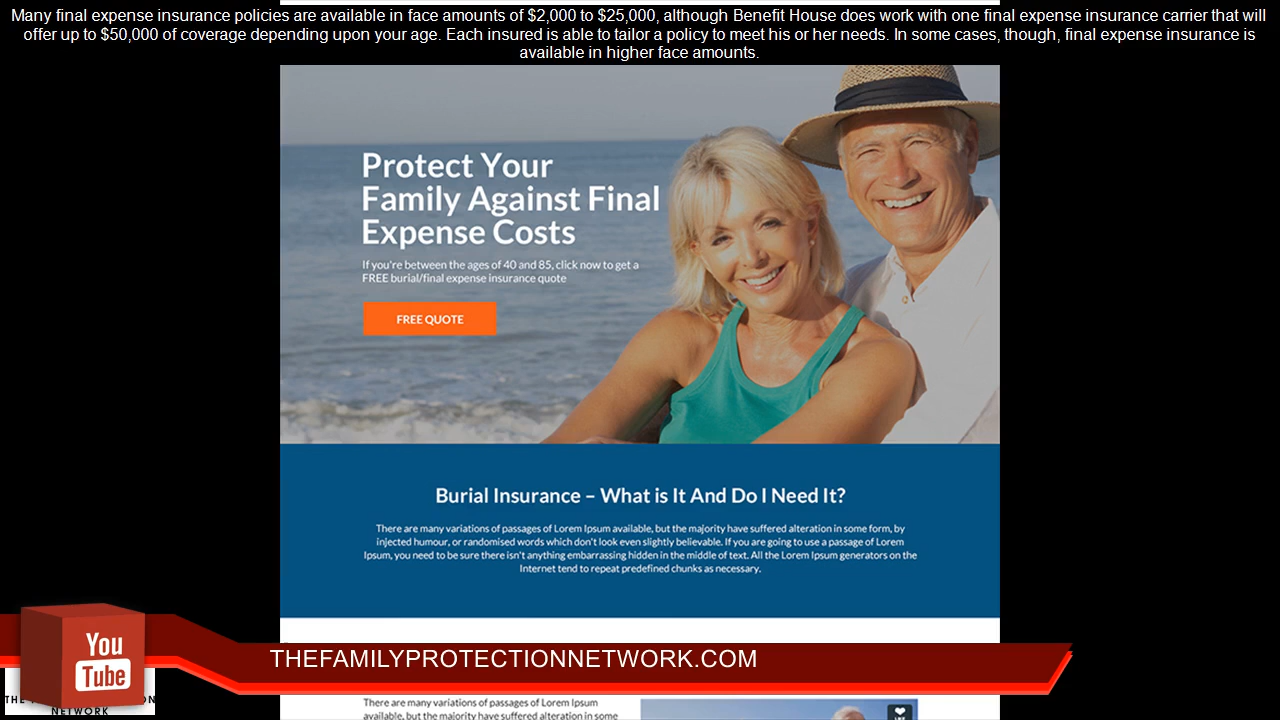 Many final expense insurance policies are available in face amounts of $2,000 to $25,000, although Benefit House does work with one final expense insurance carrier that will
offer up to $50,000 of coverage depending upon your age. Each insured is able to tailor a policy to meet his or her needs. In some cases, though, final expense insurance is
available in higher face amounts.
Protect Your
Family Against Final
Expense Costs
If you're between the ages of 40 and 85, click now to get a
FREE burial/final expense insurance quote
FREE QUOTE
Burial Insurance – What is It And Do I Need It?
There are many variations of passages of Lorem Ipsum available, but the majority have suffered alteration in some form, by
injected humour, or randomised words which don't look even slightly believable. If you are going to use a passage of Lorem
Ipsum, you need to be sure there isn't anything embarrassing hidden in the middle of text. All the Lorem Ipsum generators on the
Internet tend to repeat predefined chunks as necessary.
You
Tube
THEFAMILYPROTECTIONNETWORK.COM
THE
NETWORK
There are many variations of passages of Lorem Ipsum
available, but the majority have suffered alteration in some